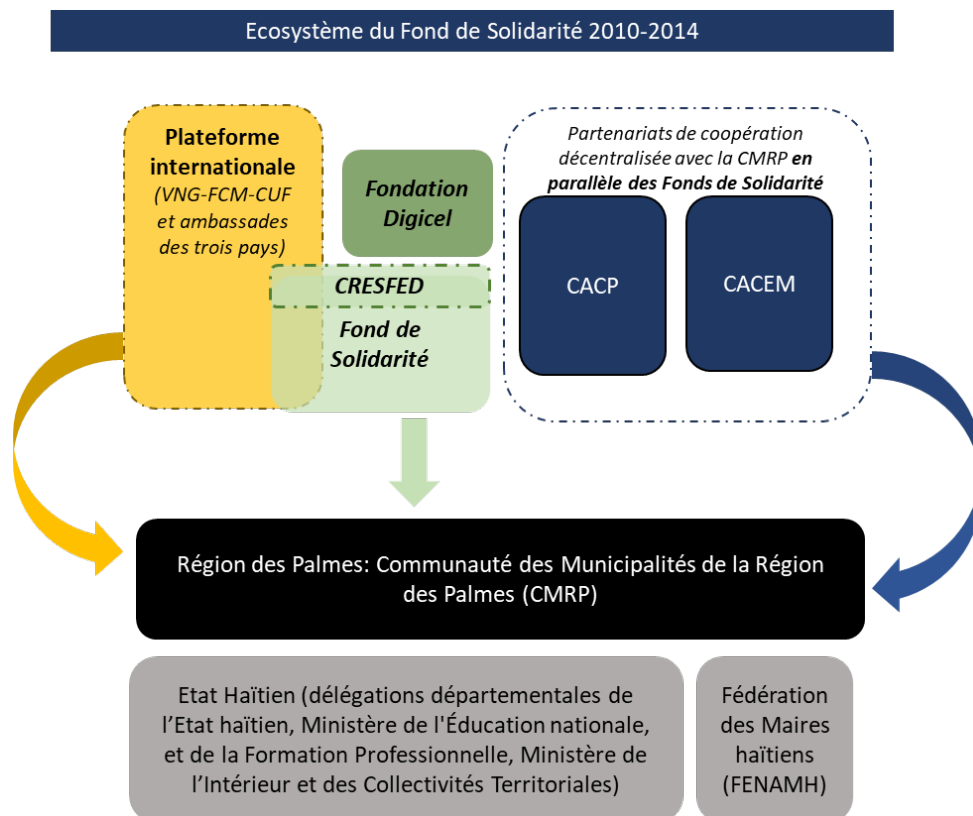 Ecosystème du Fond de Solidarité 2010-2014
Plateforme
internationale
(VNG-FCM-CUF
et ambassades
des trois pays)
Fondation
Digicel
CRESFED
Fond de
Solidarité
Partenariats de coopération
décentralisée avec la CMRP en
parallèle des Fonds de Solidarité
CACP
CACEM
Région des Palmes: Communauté des Municipalités de la Région
des Palmes (CMRP)
Etat Haïtien (délégations départementales de
l’Etat haïtien, Ministère de l'Éducation nationale,
et de la Formation Professionnelle, Ministère de
l’Intérieur et des Collectivités Territoriales)
Fédération
des Maires
haïtiens
(FENAMH)